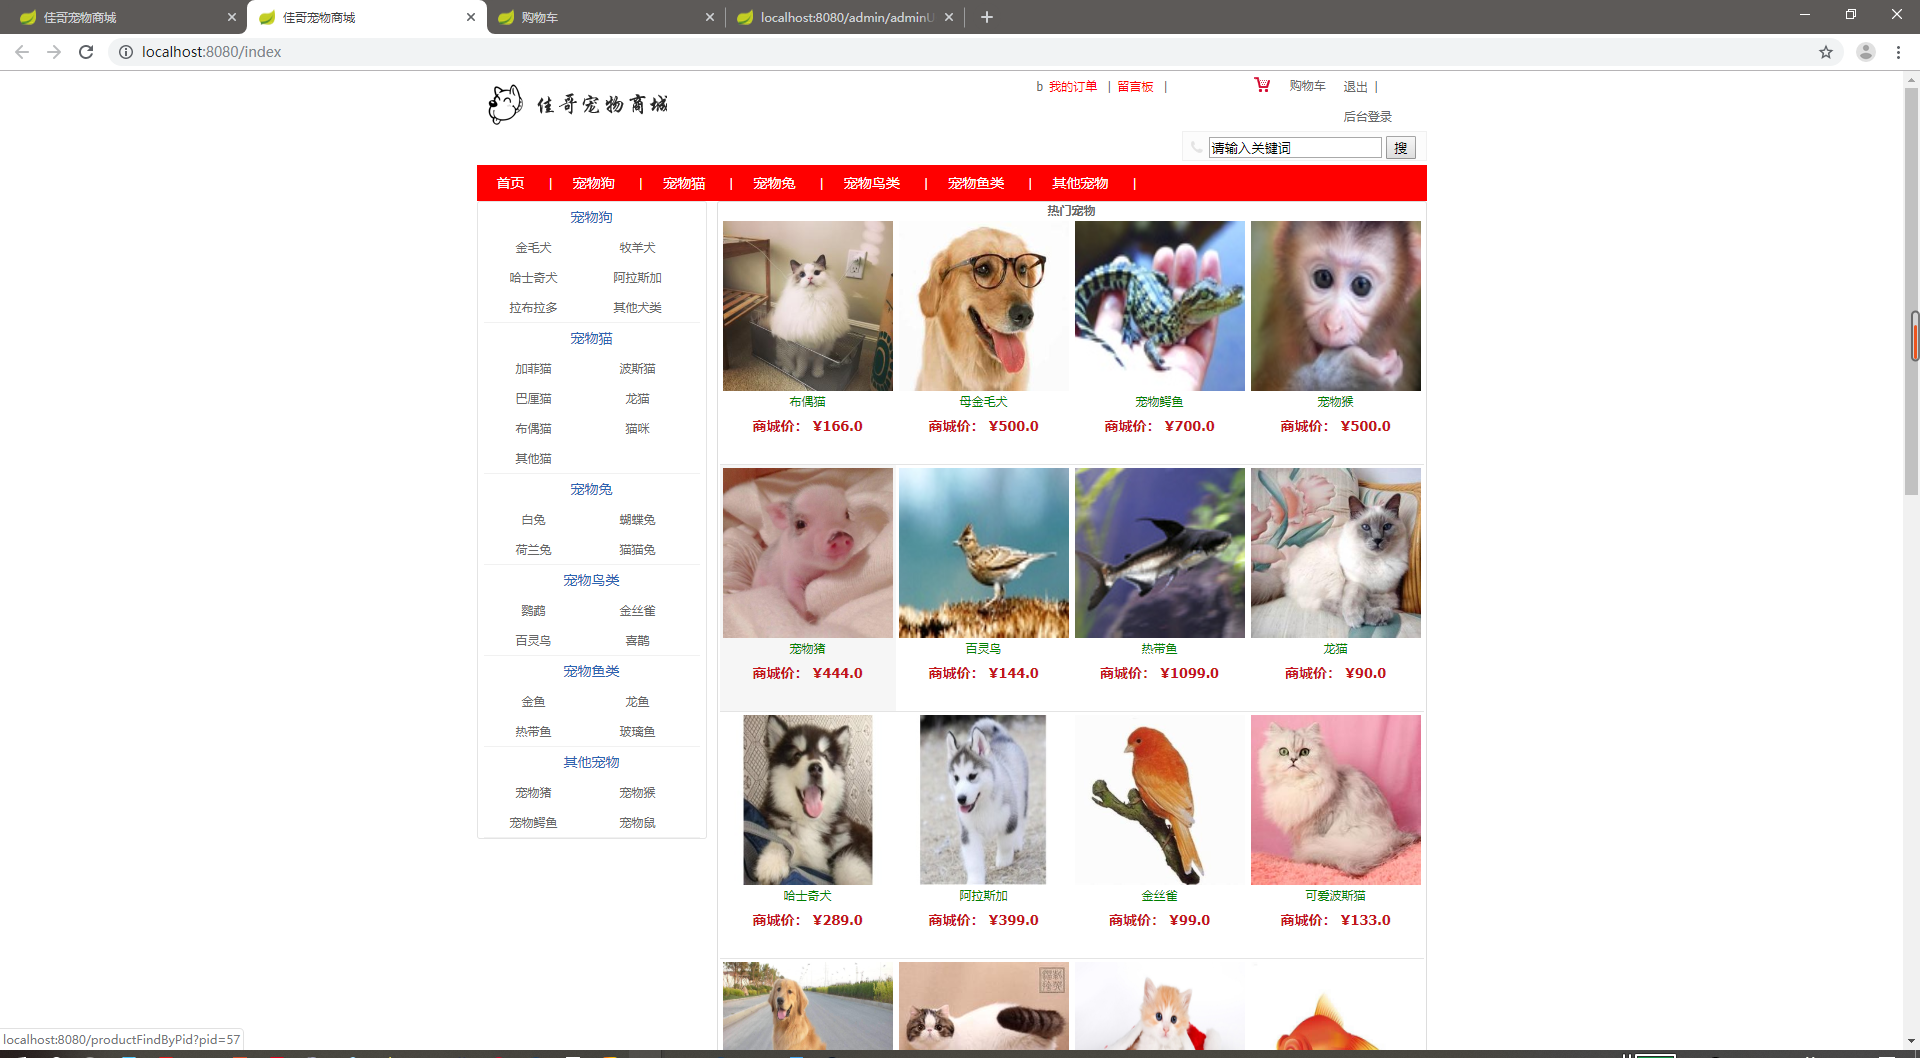 佳哥宠物商城
佳哥宠物商城
购物车
localhost:8080/admin/adminU
localhost:8080/index
佳哥宠物商城
b 我的订单 | 留言板 |
购物车 退出 |
后台登录
请输入关键词 搜
首页 | 宠物狗 | 宠物猫 | 宠物兔 | 宠物鸟类 | 宠物鱼类 | 其他宠物 |
宠物狗
金毛犬 牧羊犬
哈士奇犬 阿拉斯加
拉布拉多 其他犬类
宠物猫
加菲猫 波斯猫
巴厘猫 龙猫
布偶猫 猫咪
其他猫
宠物兔
白兔 蝴蝶兔
荷兰兔 猫猫兔
宠物鸟类
鹦鹉 金丝雀
百灵鸟 喜鹊
宠物鱼类
金鱼 龙鱼
热带鱼 玻璃鱼
其他宠物
宠物猪 宠物猴
宠物鳄鱼 宠物鼠
热门宠物
布偶猫 母金毛犬 宠物鳄鱼 宠物猴
商城价: ¥166.0 商城价: ¥500.0 商城价: ¥700.0 商城价: ¥500.0
宠物猪 百灵鸟 热带鱼 龙猫
商城价: ¥444.0 商城价: ¥144.0 商城价: ¥1099.0 商城价: ¥90.0
哈士奇犬 阿拉斯加 金丝雀 可爱波斯猫
商城价: ¥289.0 商城价: ¥399.0 商城价: ¥99.0 商城价: ¥133.0
localhost:8080/productFindByPid?pid=57